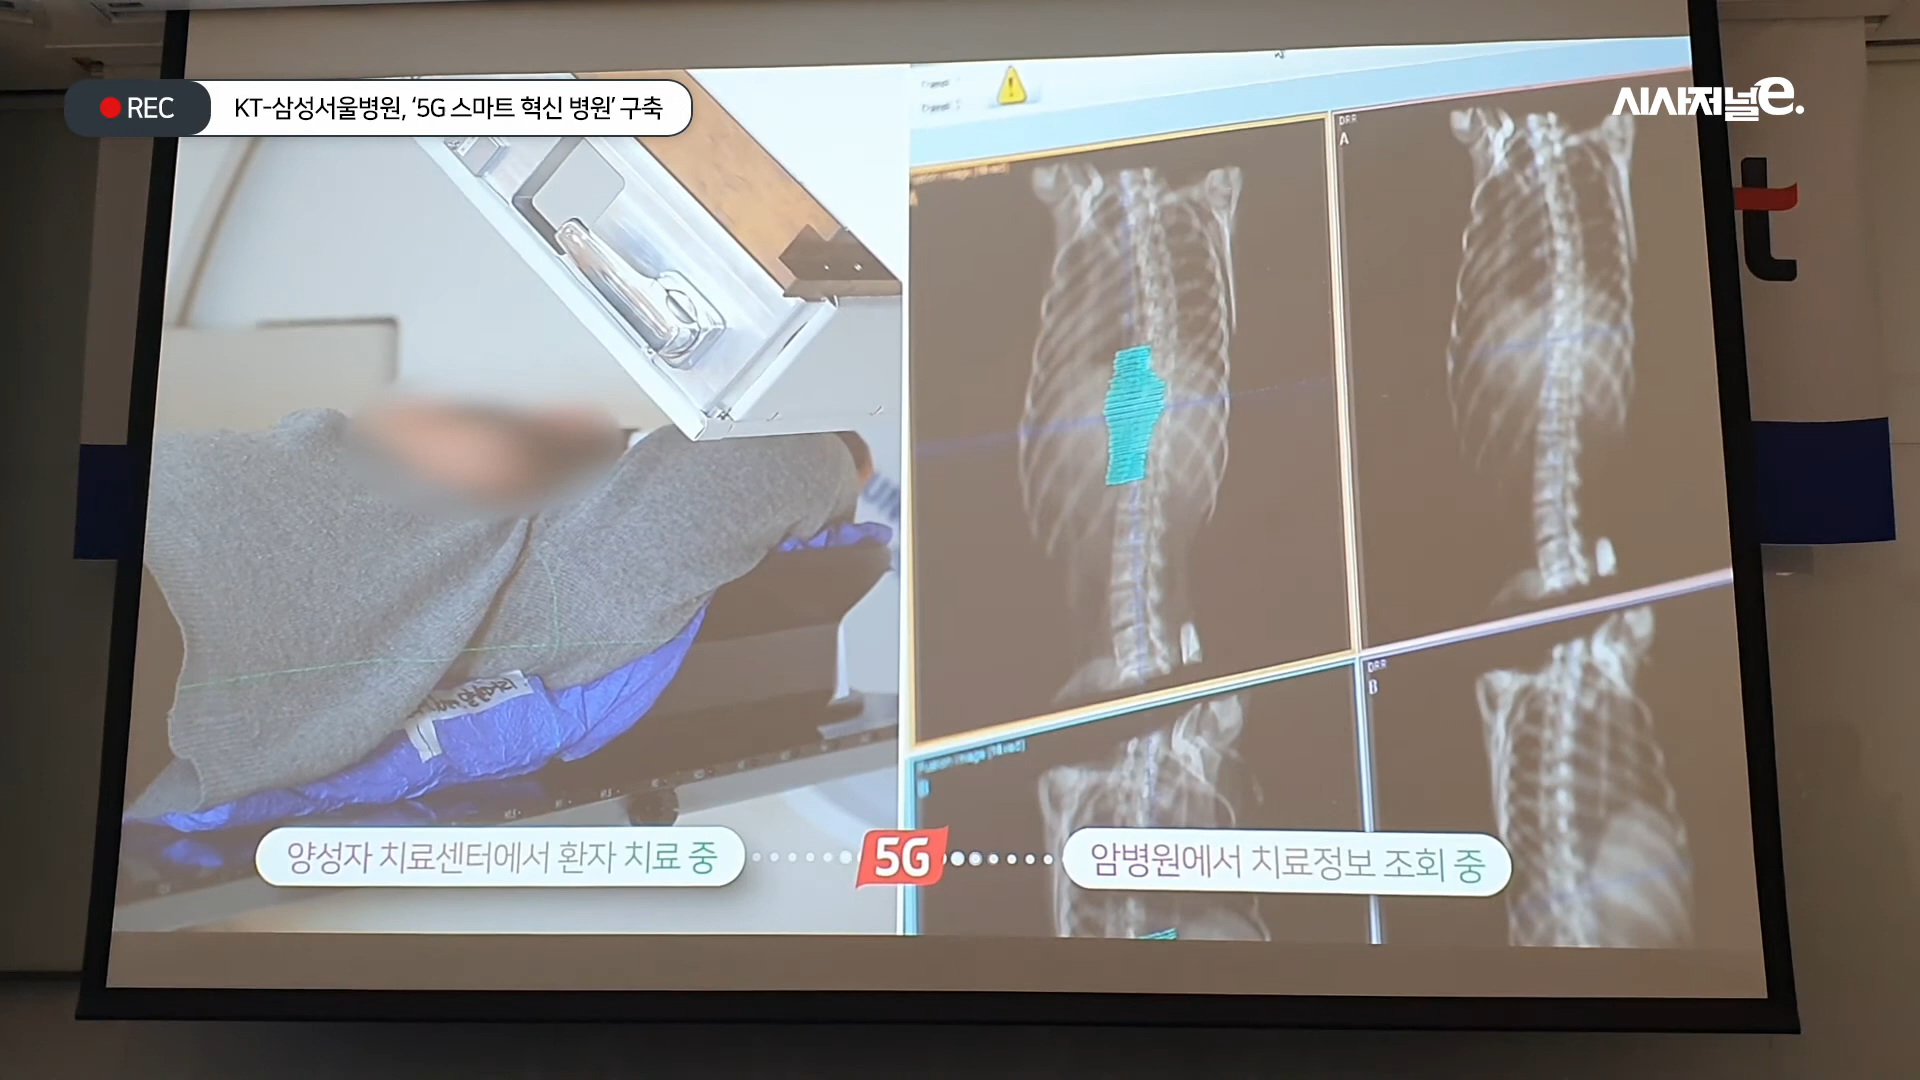 REC
KT-삼성서울병원, ‘5G 스마트 혁신 병원’ 구축
시사저널e.
DRR
A
t
DRR
B
B
양성자 치료센터에서 환자 치료 중
5G
암병원에서 치료정보 조회 중